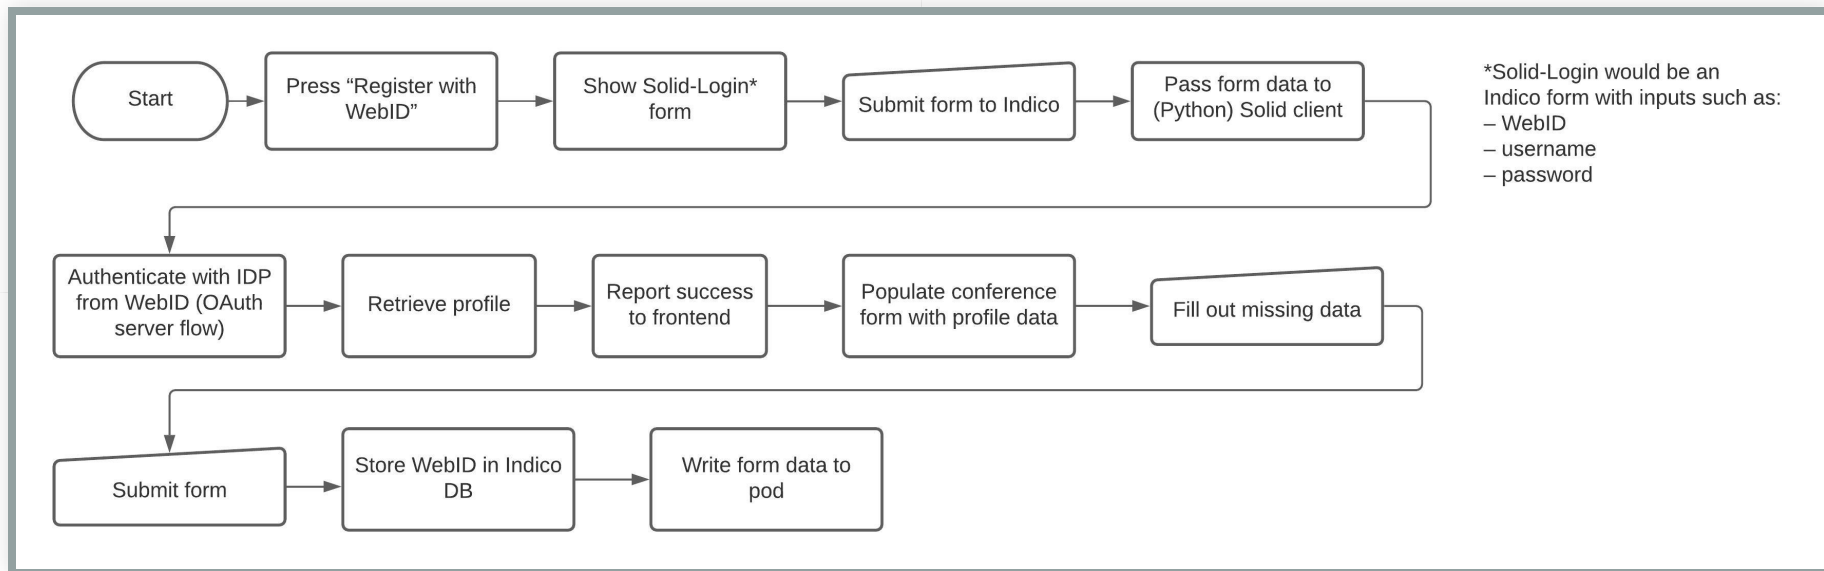 Start
Press “Register with
WebID”
Show Solid-Login*
form
Submit form to Indico
Pass form data to
(Python) Solid client
*Solid-Login would be an
Indico form with inputs such as:
– WebID
– username
– password
Authenticate with IDP
from WebID (OAuth
server flow)
Retrieve profile
Report success
to frontend
Populate conference
form with profile data
Fill out missing data
Submit form
Store WebID in Indico
DB
Write form data to
pod